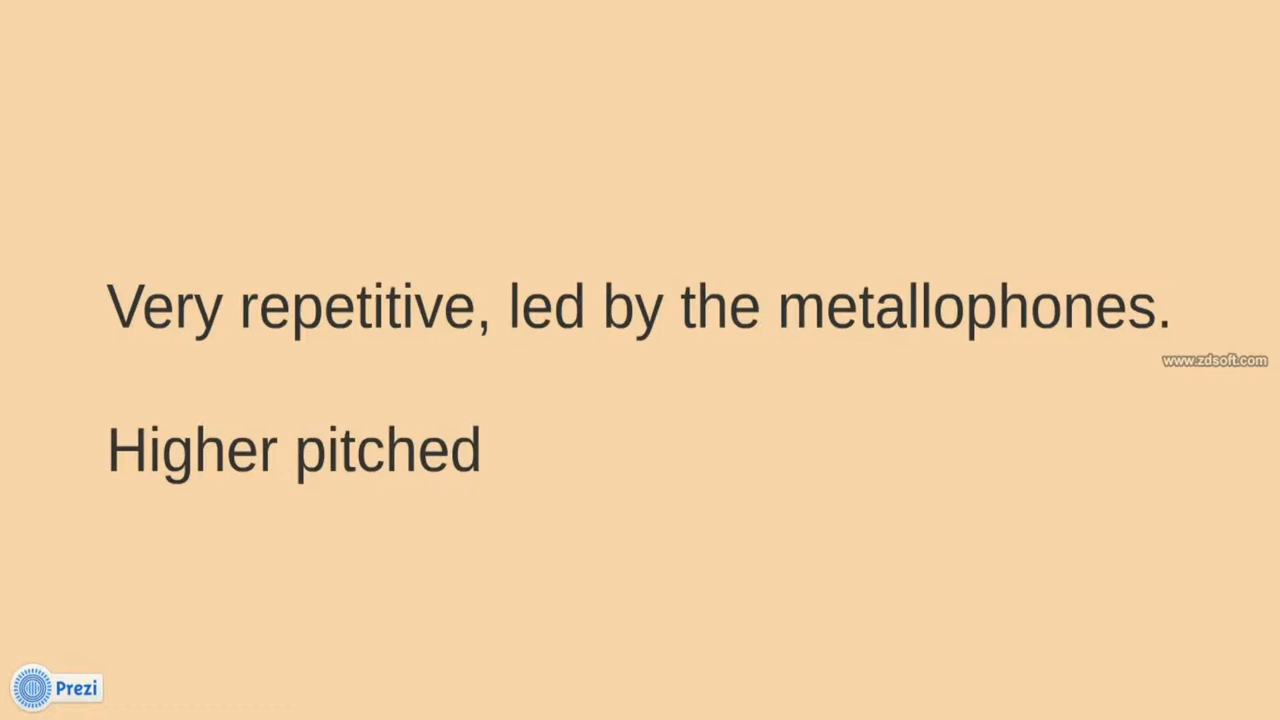 Very repetitive, led by the metallophones.
www.zdsoft.com
Higher pitched
Prezi